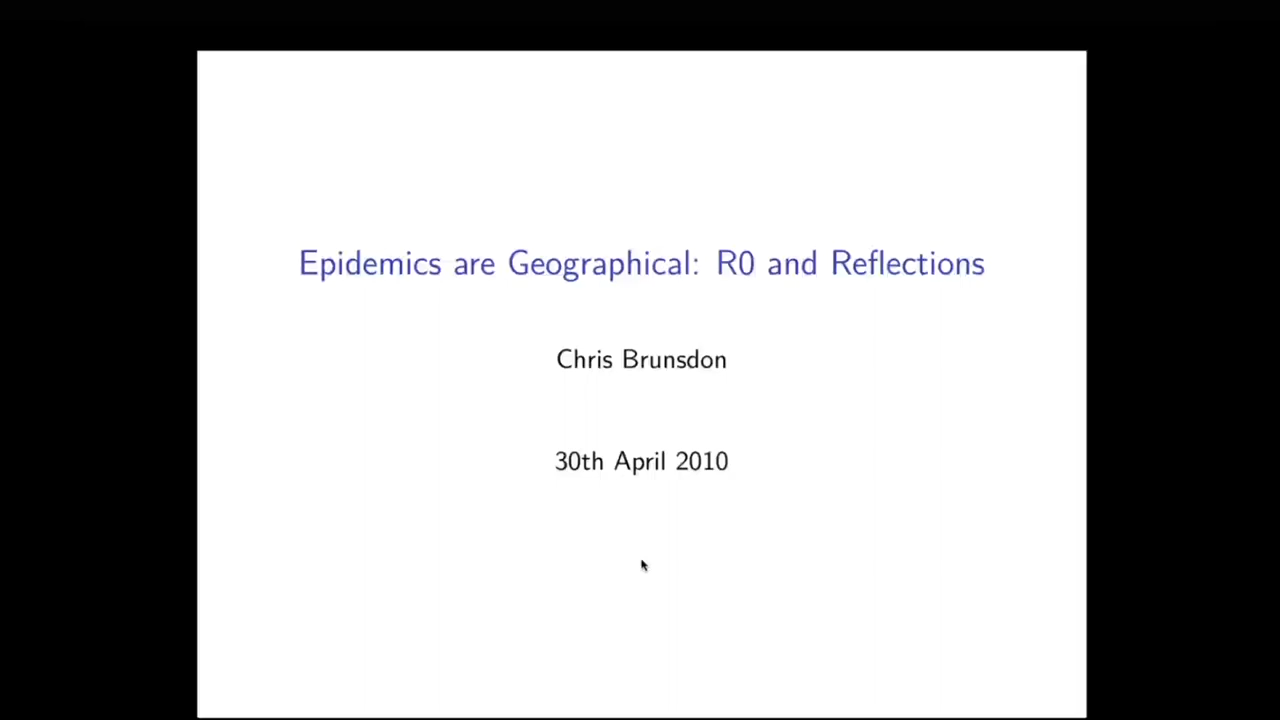 Epidemics are Geographical: R0 and Reflections
Chris Brunsdon
30th April 2010